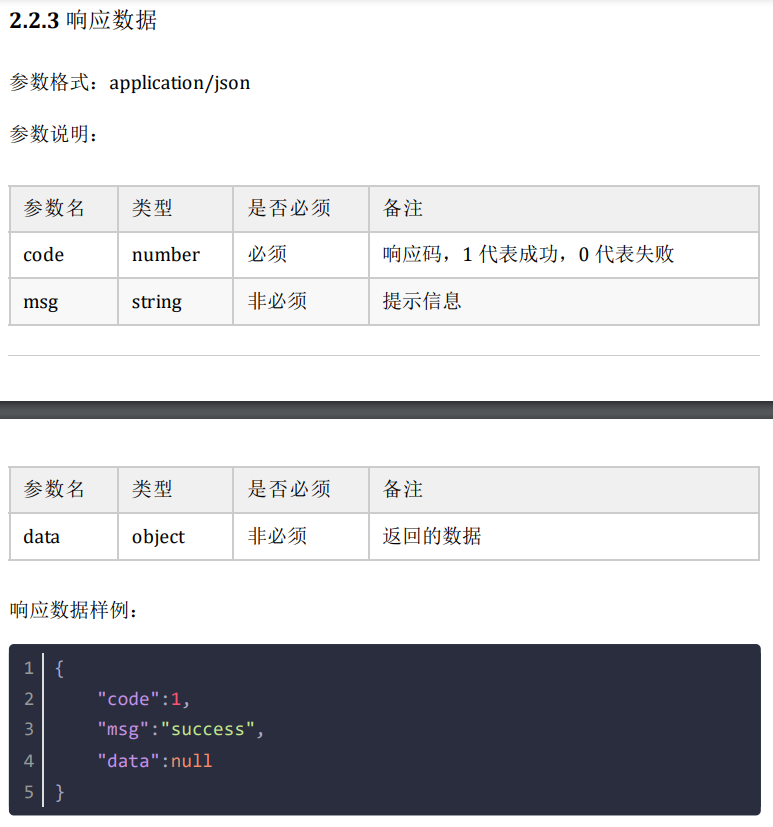 2.2.3 响应数据
参数格式：application/json
参数说明：
参数名 类型 是否必须 备注
code number 必须 响应码，1 代表成功，0 代表失败
msg string 非必须 提示信息
参数名 类型 是否必须 备注
data object 非必须 返回的数据
响应数据样例：
1 {
2 "code":1,
3 "msg":"success",
4 "data":null
5 }